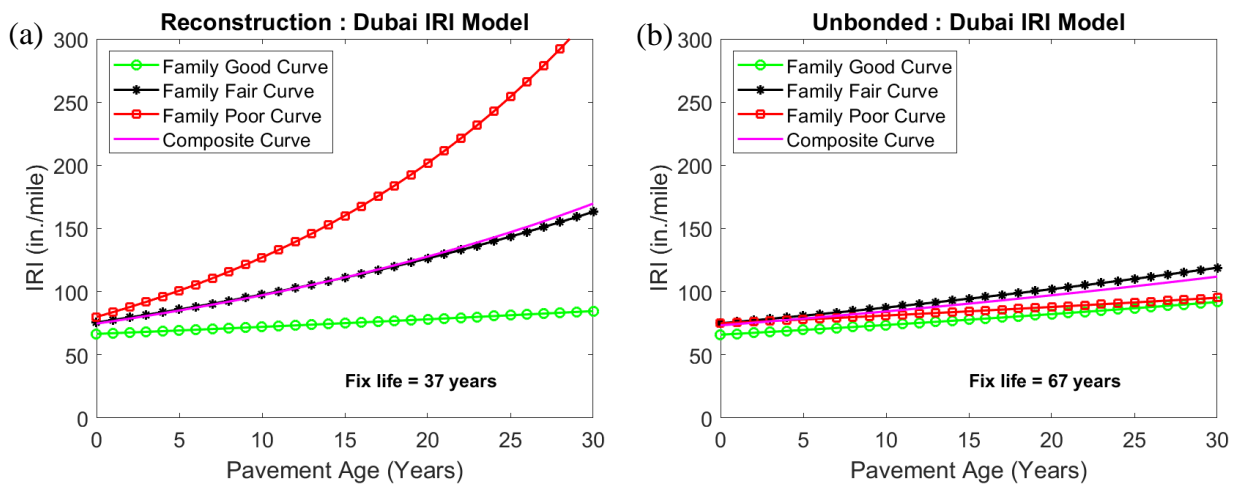 (a)
Reconstruction : Dubai IRI Model
300
250
200
150
100
50
0
IRI (in./mile)
Family Good Curve
Family Fair Curve
Family Poor Curve
Composite Curve
Fix life = 37 years
0 5 10 15 20 25 30
Pavement Age (Years)
(b)
Unbonded : Dubai IRI Model
300
250
200
150
100
50
0
IRI (in./mile)
Family Good Curve
Family Fair Curve
Family Poor Curve
Composite Curve
Fix life = 67 years
0 5 10 15 20 25 30
Pavement Age (Years)